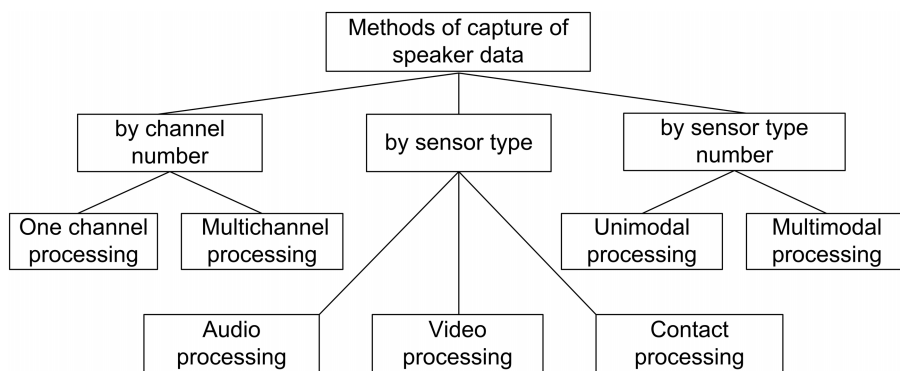 Methods of capture of
speaker data
by channel
number
by sensor type
by sensor type
number
One channel
processing
Multichannel
processing
Unimodal
processing
Multimodal
processing
Audio
processing
Video
processing
Contact
processing